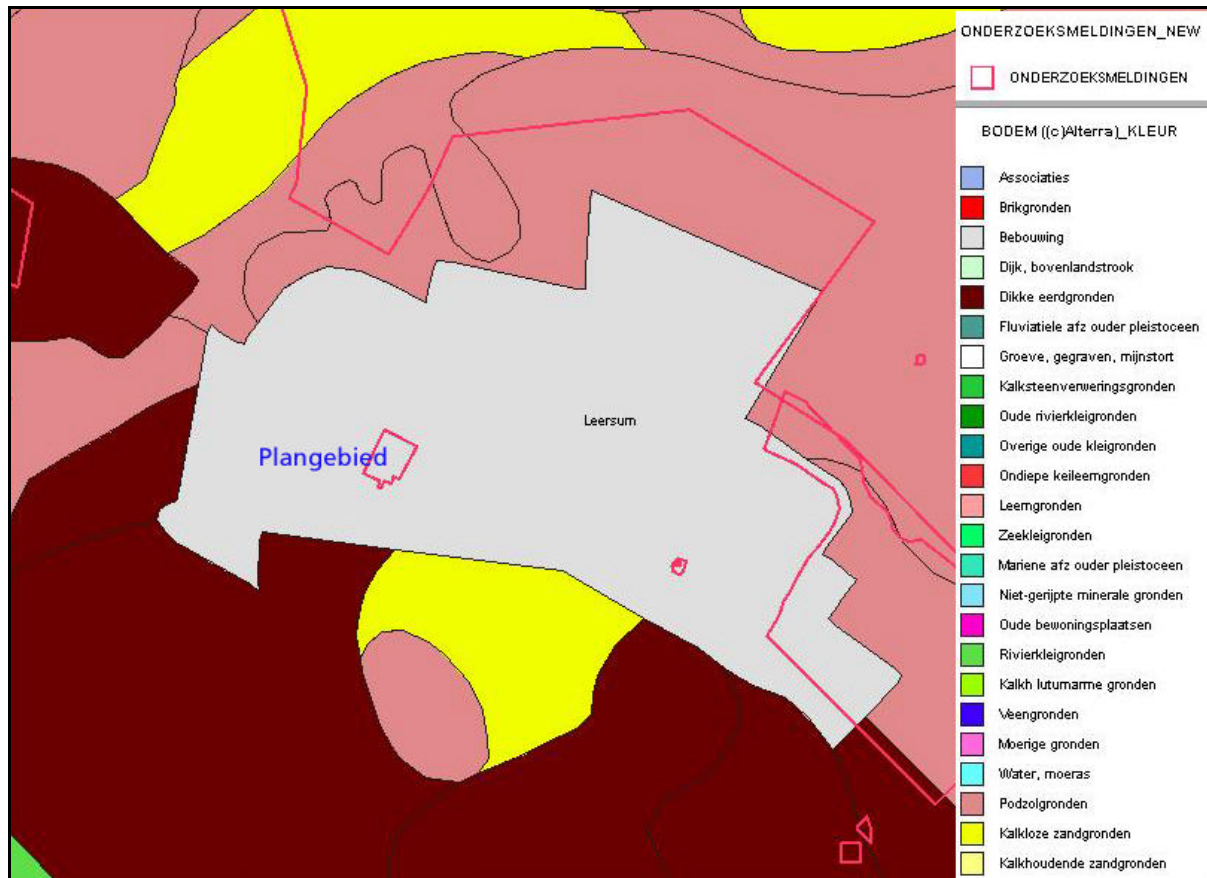 ONDERZOEKSMELDINGEN_NEW
ONDERZOEKSMELDINGEN
BODEM ((c)Alterra)_KLEUR
Associaties
Brikgronden
Bebouwing
Dijk, bovenlandstrook
Dikke eerdgronden
Fluviatiele afz ouder pleistoceen
Groeve, gegraven, mijnstort
Kalksteenverweringsgronden
Oude rivierkleigronden
Overige oude kleigronden
Ondiepe keileemgronden
Leemgronden
Zeekleigronden
Mariene afz ouder pleistoceen
Niet-gerijpte minerale gronden
Oude bewoningsplaatsen
Rivierkleigronden
Kalkh lutumarme gronden
Veengronden
Moerige gronden
Water, moeras
Podzolgronden
Kalkloze zandgronden
Kalkhoudende zandgronden
Leersum
Plangebied